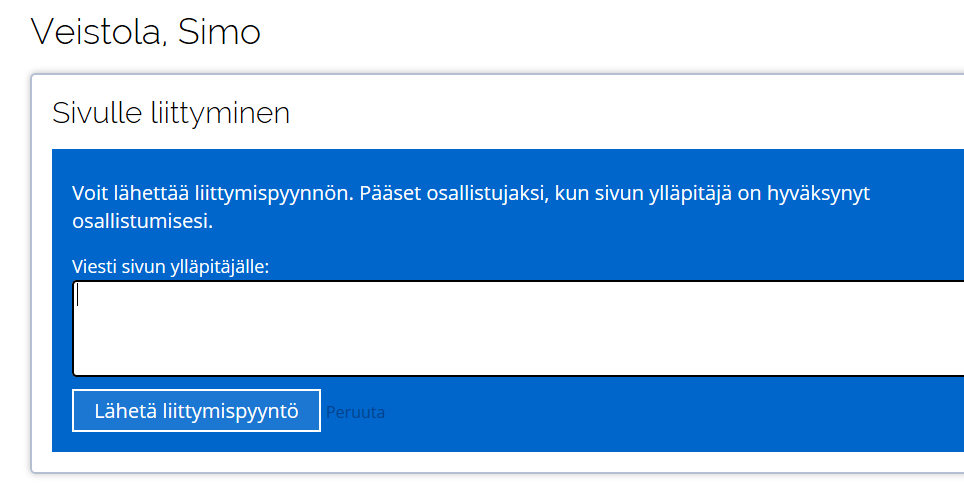 Veistola, Simo
Sivulle liittyminen
Voit lähettää liittymispyynnön. Pääset osallistujaksi, kun sivun ylläpitäjä on hyväksynyt
osallistumisesi.
Viesti sivun ylläpitäjälle:
Lähetä liittymispyyntö Peruuta